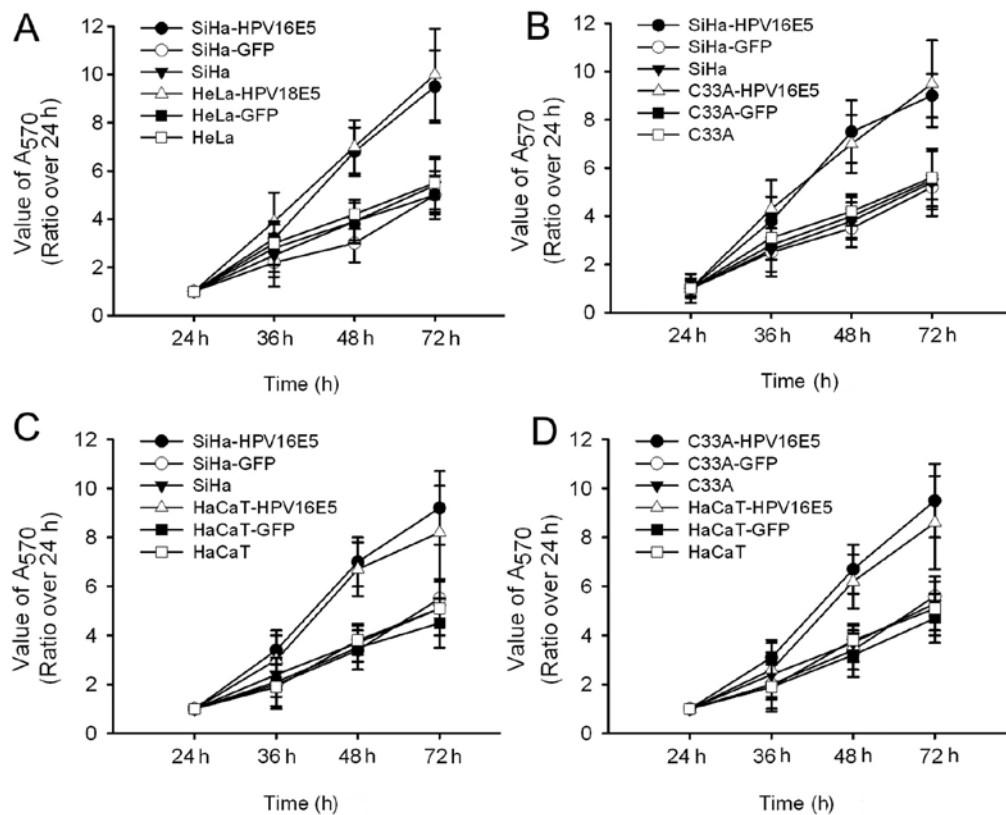 A
Value of A570
(Ratio over 24 h)
12
10
8
6
4
2
0
SiHa-HPV16E5
SiHa-GFP
SiHa
HeLa-HPV18E5
HeLa-GFP
HeLa
24 h
36 h
48 h
72 h
Time (h)
B
Value of A570
(Ratio over 24 h)
12
10
8
6
4
2
0
SiHa-HPV16E5
SiHa-GFP
SiHa
C33A-HPV16E5
C33A-GFP
C33A
24 h
36 h
48 h
72 h
Time (h)
C
Value of A570
(Ratio over 24 h)
12
10
8
6
4
2
0
SiHa-HPV16E5
SiHa-GFP
SiHa
HaCaT-HPV16E5
HaCaT-GFP
HaCaT
24 h
36 h
48 h
72 h
Time (h)
D
Value of A570
(Ratio over 24 h)
12
10
8
6
4
2
0
C33A-HPV16E5
C33A-GFP
C33A
HaCaT-HPV16E5
HaCaT-GFP
HaCaT
24 h
36 h
48 h
72 h
Time (h)